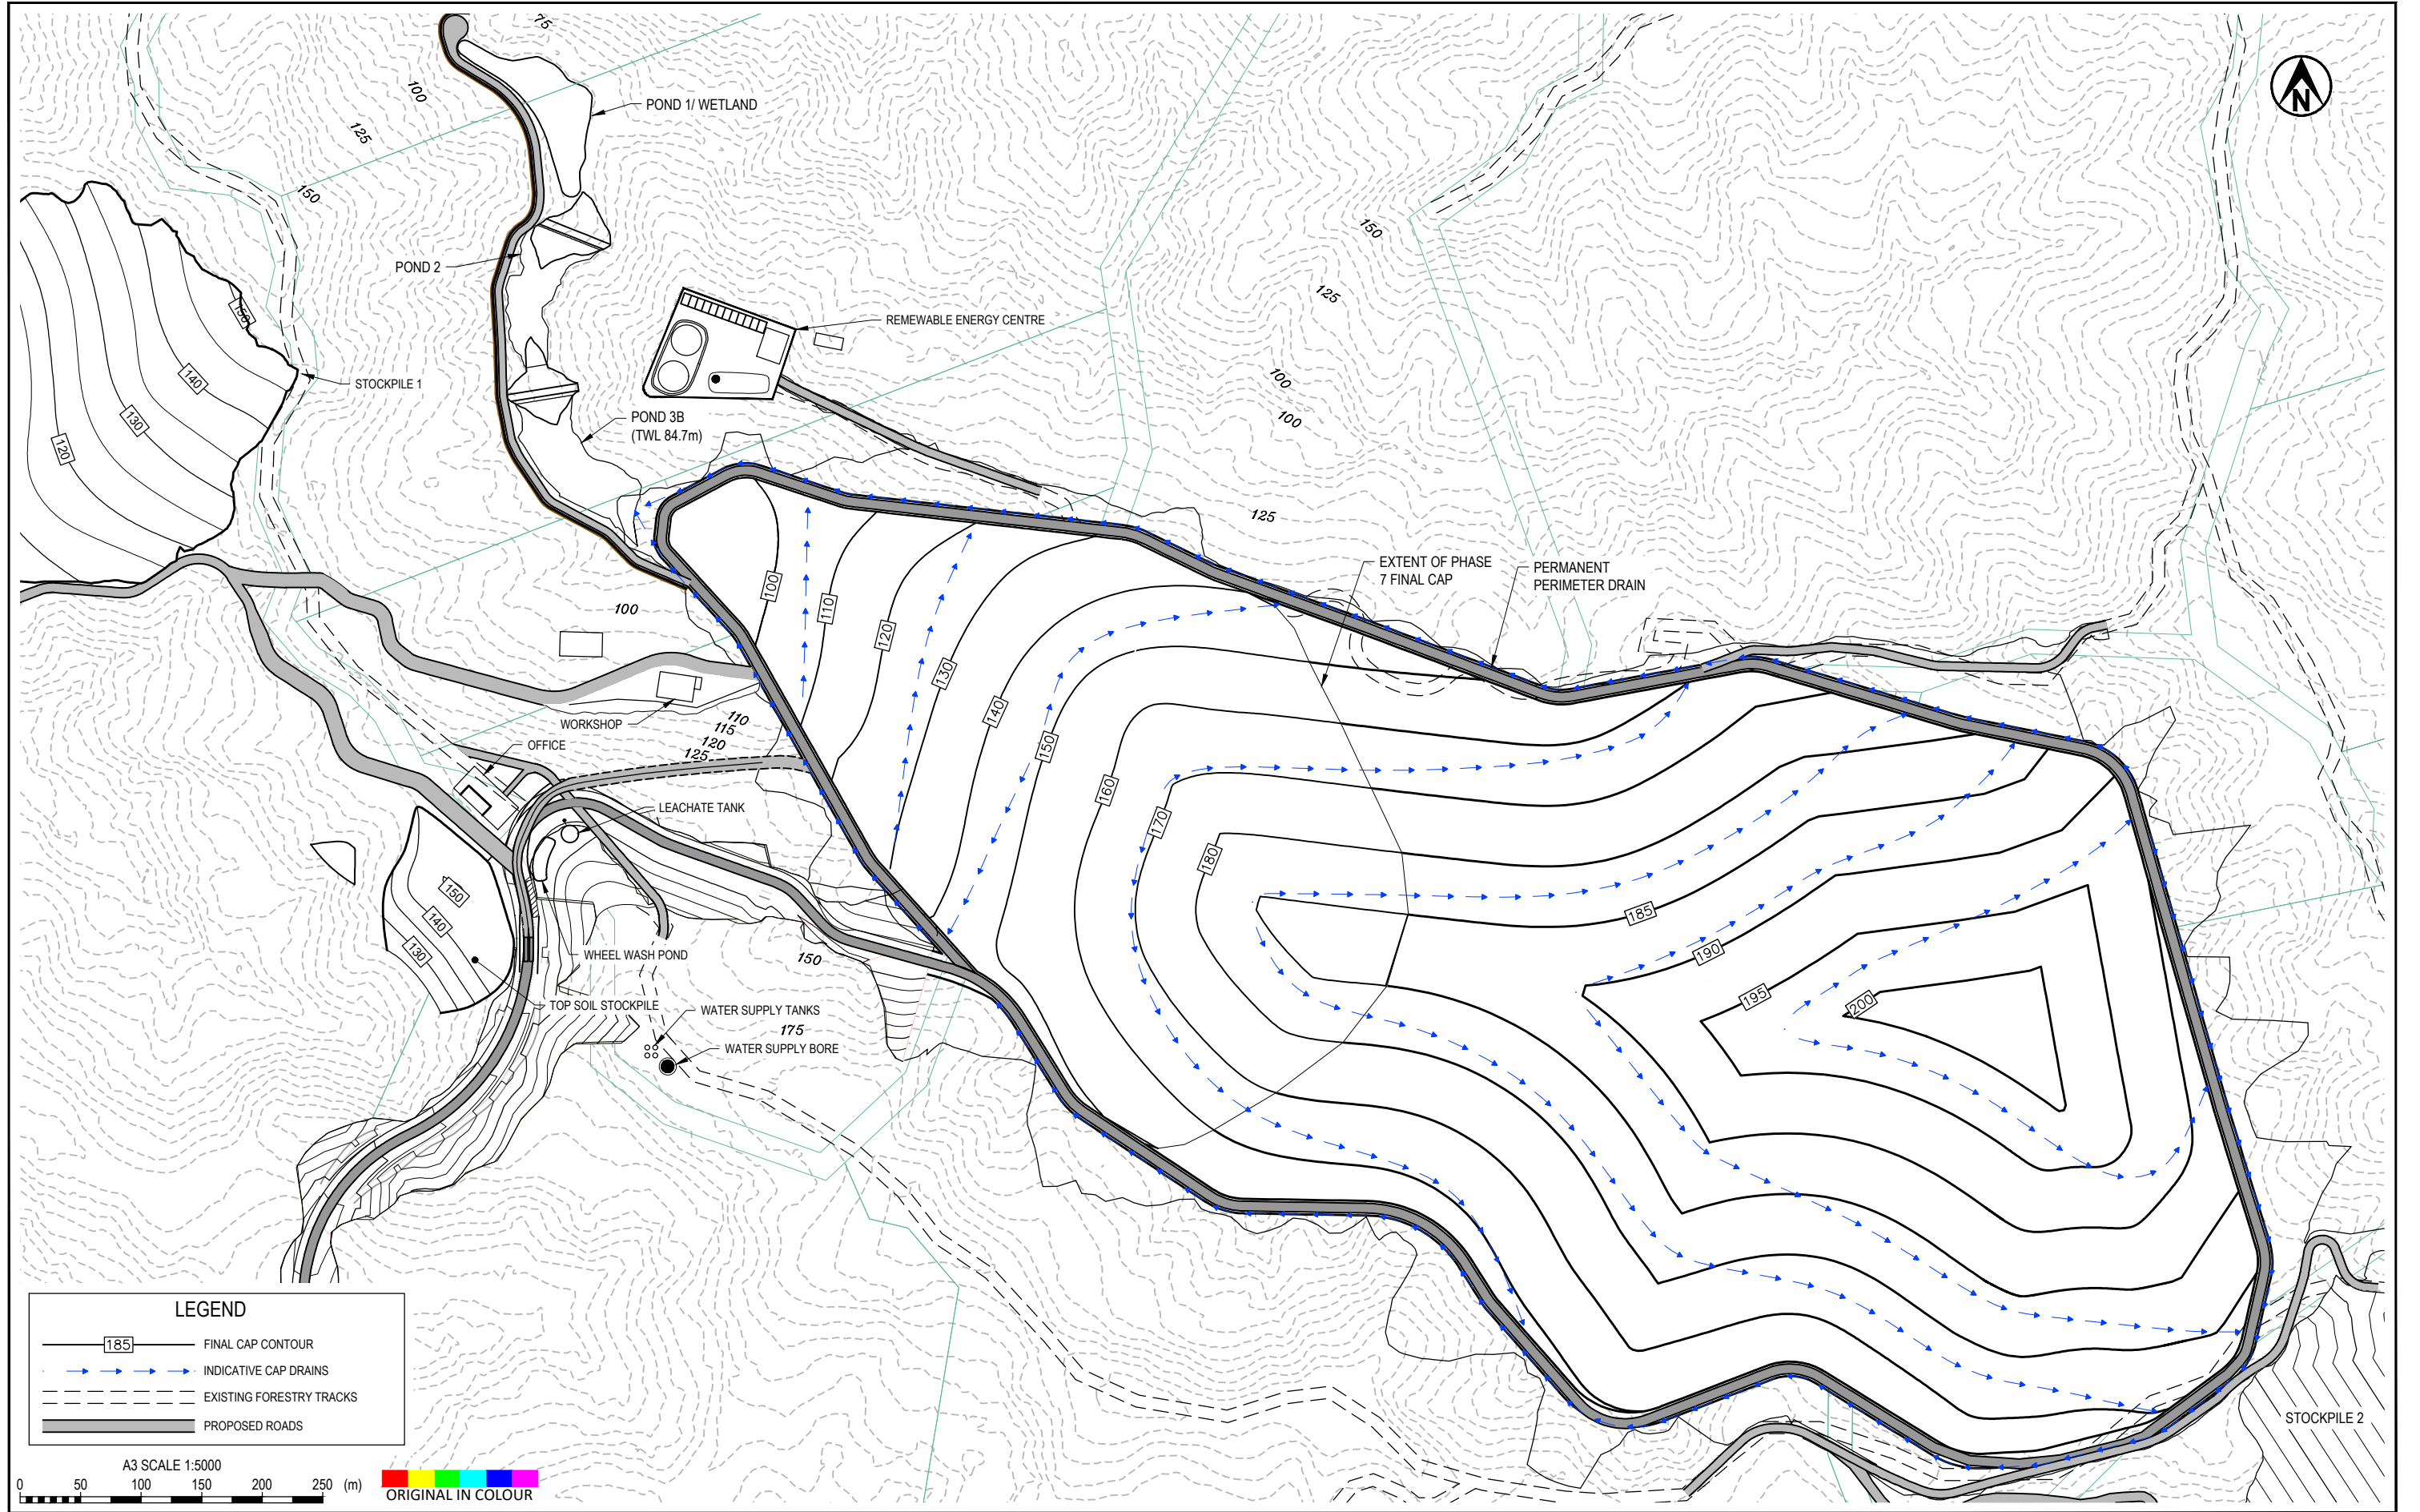 75
N
100
POND 1/ WETLAND
125
150
150
POND 2
125
150
REMEWABLE ENERGY CENTRE
140
STOCKPILE 1
100
130
POND 3B
(TWL 84.7m)
100
120
125
EXTENT OF PHASE
7 FINAL CAP
PERMANENT
PERIMETER DRAIN
100
100
110
120
130
140
150
160
170
180
185
190
195
200
WORKSHOP
110
115
120
125
OFFICE
LEACHATE TANK
150
140
130
WHEEL WASH POND
150
TOP SOIL STOCKPILE
WATER SUPPLY TANKS
175
WATER SUPPLY BORE
STOCKPILE 2
LEGEND
185 FINAL CAP CONTOUR
INDICATIVE CAP DRAINS
EXISTING FORESTRY TRACKS
PROPOSED ROADS
A3 SCALE 1:5000
0 50 100 150 200 250 (m)
ORIGINAL IN COLOUR